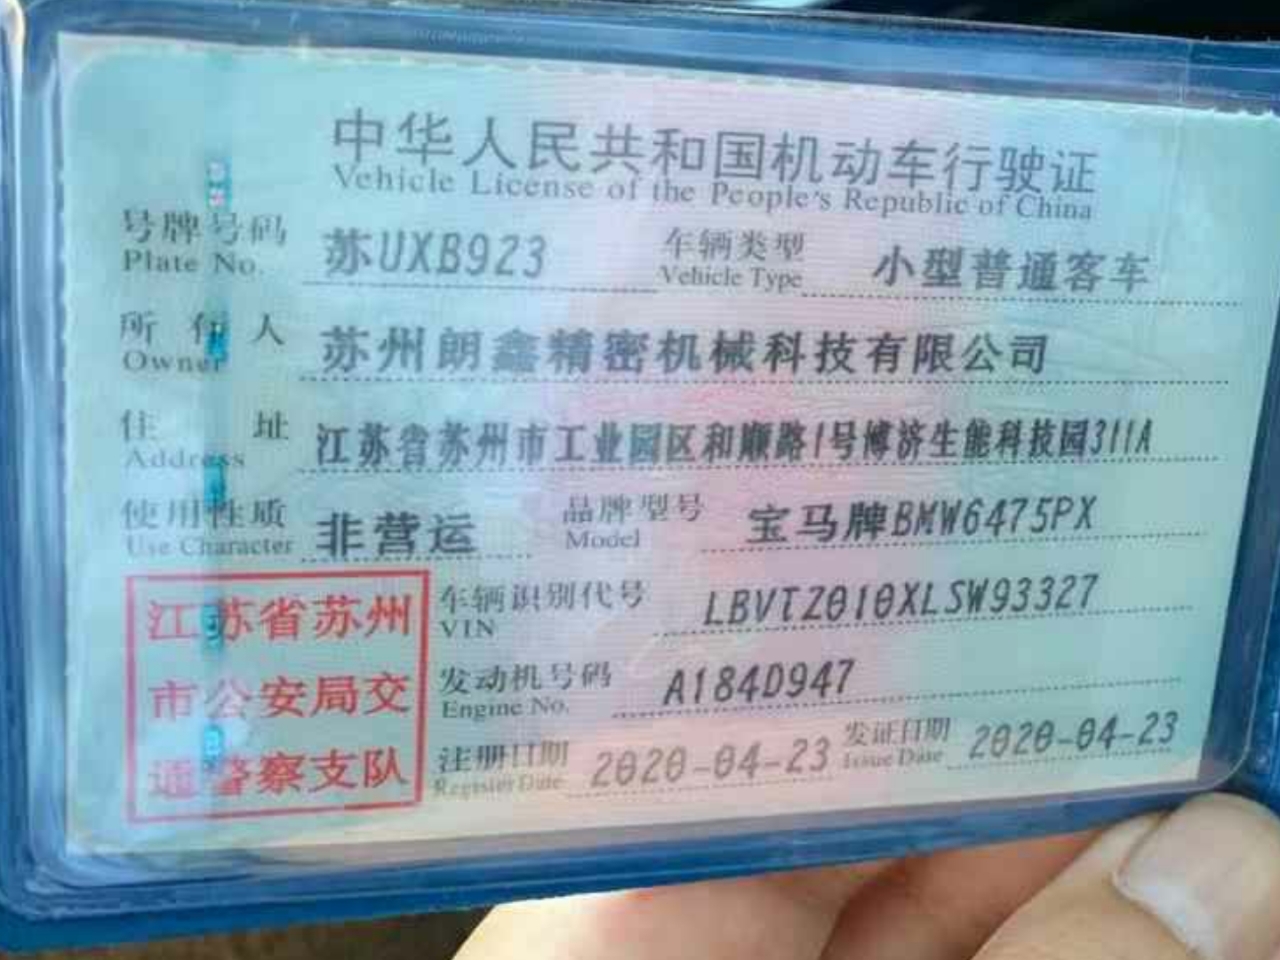 中华人民共和国机动车行驶证
Vehicle License of the People's Republic of China
号牌号码 苏UXB923 车辆类型 小型普通客车
Plate No. Vehicle Type
所有人 苏州朗鑫精密机械科技有限公司
Owner
住址 江苏省苏州市工业园区和顺路1号博济生能科技园311A
Address
使用性质 非营运 品牌型号 宝马牌BMW6475PX
Use Character Model
江苏省苏州
市公安局交
通警察支队
车辆识别代号 LBVTZ010XLSW93327
VIN
发动机号码 A184D947
Engine No.
注册日期 2020-04-23 发证日期 2020-04-23
Register Date Issue Date